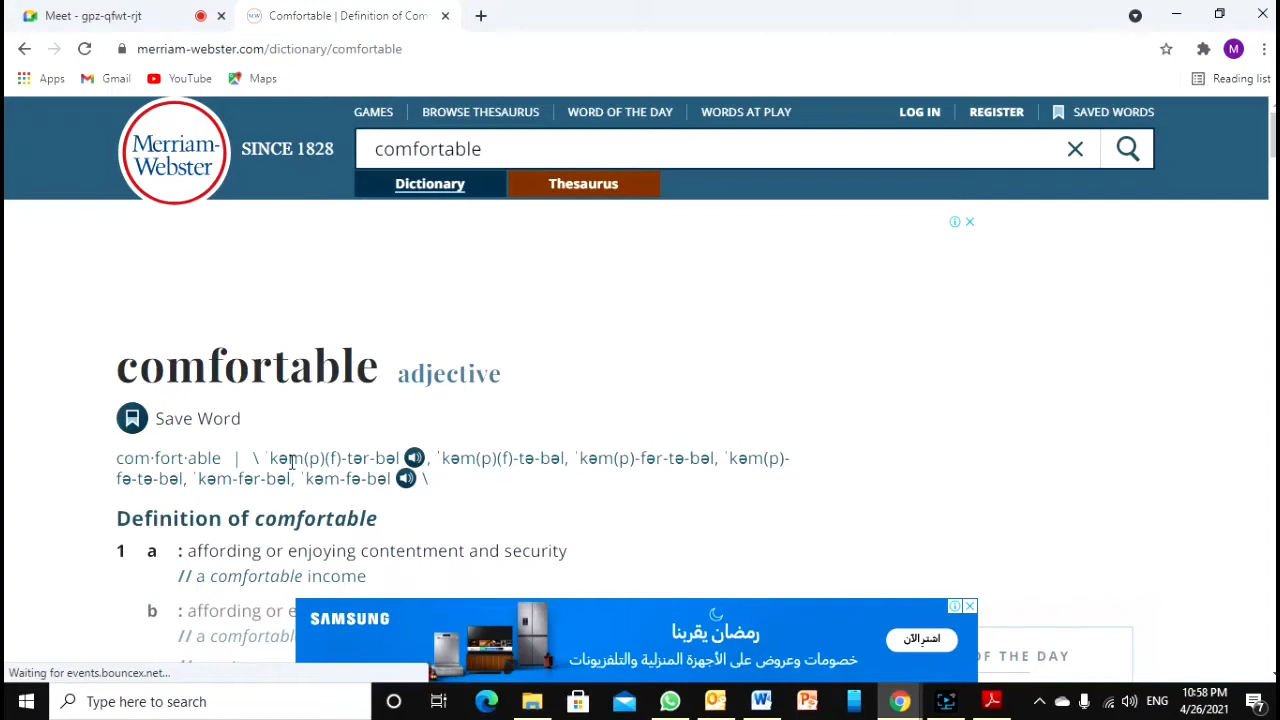 Meet - gpz-qfwt-rjt
Comfortable | Definition of Com
merriam-webster.com/dictionary/comfortable
M
Apps Gmail YouTube Maps Reading list
GAMES BROWSE THESAURUS WORD OF THE DAY WORDS AT PLAY LOG IN REGISTER SAVED WORDS
Merriam-
Webster
SINCE 1828
comfortable
Dictionary Thesaurus
comfortable adjective
Save Word
com·fort·able | \ ˈkəm(p)(f)-tər-bəl , ˈkəm(p)(f)-tə-bəl, ˈkəm(p)-fər-tə-bəl, ˈkəm(p)-
fə-tə-bəl, ˈkəm-fər-bəl, ˈkəm-fə-bəl \
Definition of comfortable
1 a : affording or enjoying contentment and security
// a comfortable income
b : affording or e
// a comfortable
SAMSUNG
رمضان يقربنا
خصومات وعروض على الأجهزة المنزلية والتلفزيونات
اشترِ الآن
OF THE DAY
Waiting for events.bouncex.net...
Type here to search
ENG
10:58 PM
4/26/2021
7